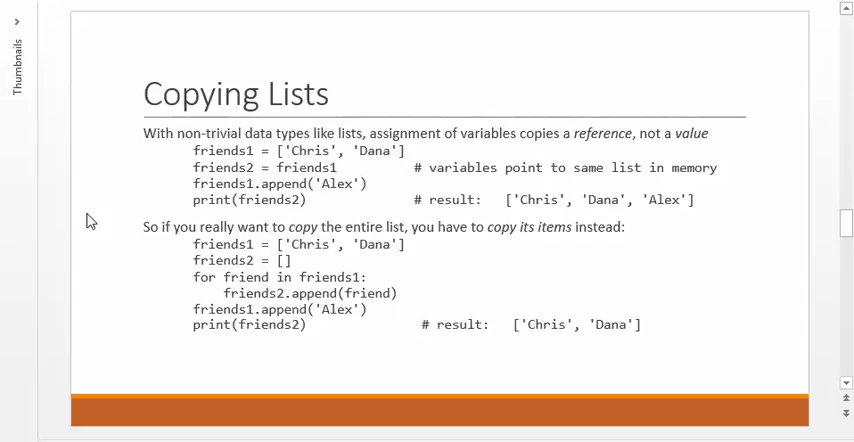 Thumbnails
Copying Lists
With non-trivial data types like lists, assignment of variables copies a reference, not a value
friends1 = ['Chris', 'Dana']
friends2 = friends1 # variables point to same list in memory
friends1.append('Alex')
print(friends2) # result: ['Chris', 'Dana', 'Alex']
So if you really want to copy the entire list, you have to copy its items instead:
friends1 = ['Chris', 'Dana']
friends2 = []
for friend in friends1:
friends2.append(friend)
friends1.append('Alex')
print(friends2) # result: ['Chris', 'Dana']